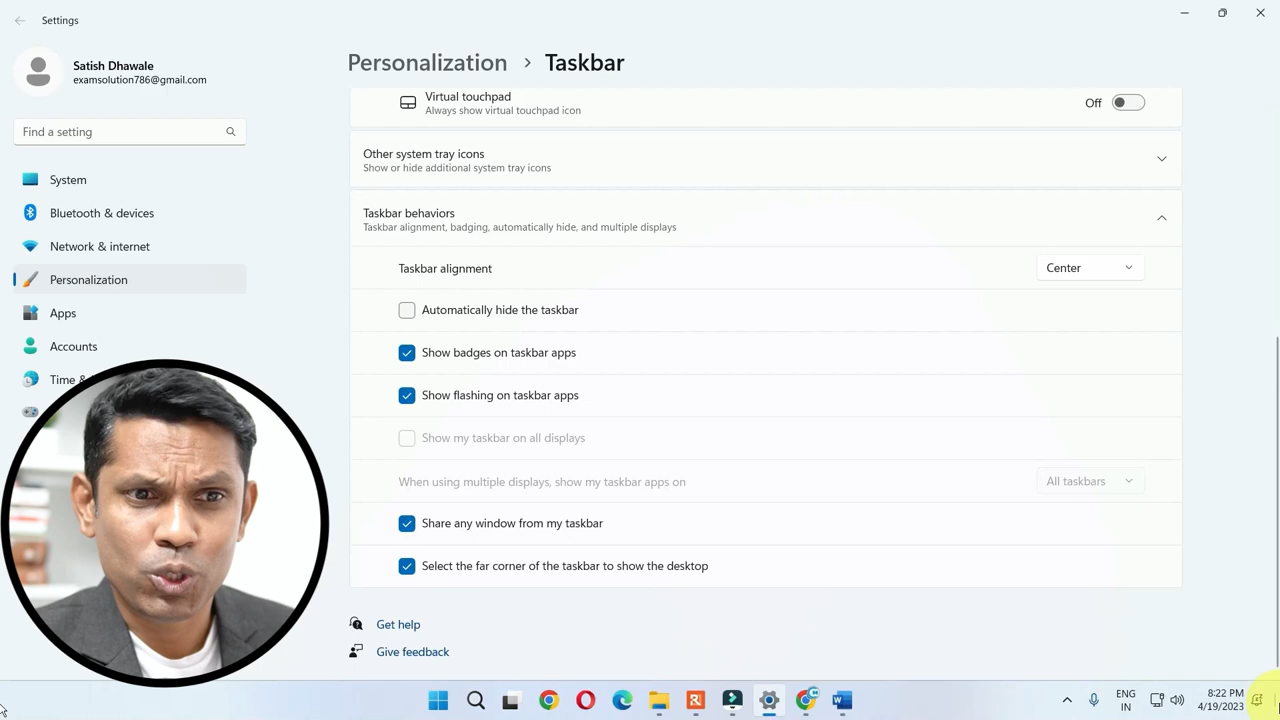 Settings
Satish Dhawale
examsolution786@gmail.com
Find a setting
System
Bluetooth & devices
Network & internet
Personalization
Apps
Accounts
Time &
Personalization > Taskbar
Virtual touchpad
Always show virtual touchpad icon
Off
Other system tray icons
Show or hide additional system tray icons
Taskbar behaviors
Taskbar alignment, badging, automatically hide, and multiple displays
Taskbar alignment
Center
Automatically hide the taskbar
Show badges on taskbar apps
Show flashing on taskbar apps
Show my taskbar on all displays
When using multiple displays, show my taskbar apps on
All taskbars
Share any window from my taskbar
Select the far corner of the taskbar to show the desktop
Get help
Give feedback
ENG
IN
8:22 PM
4/19/2023